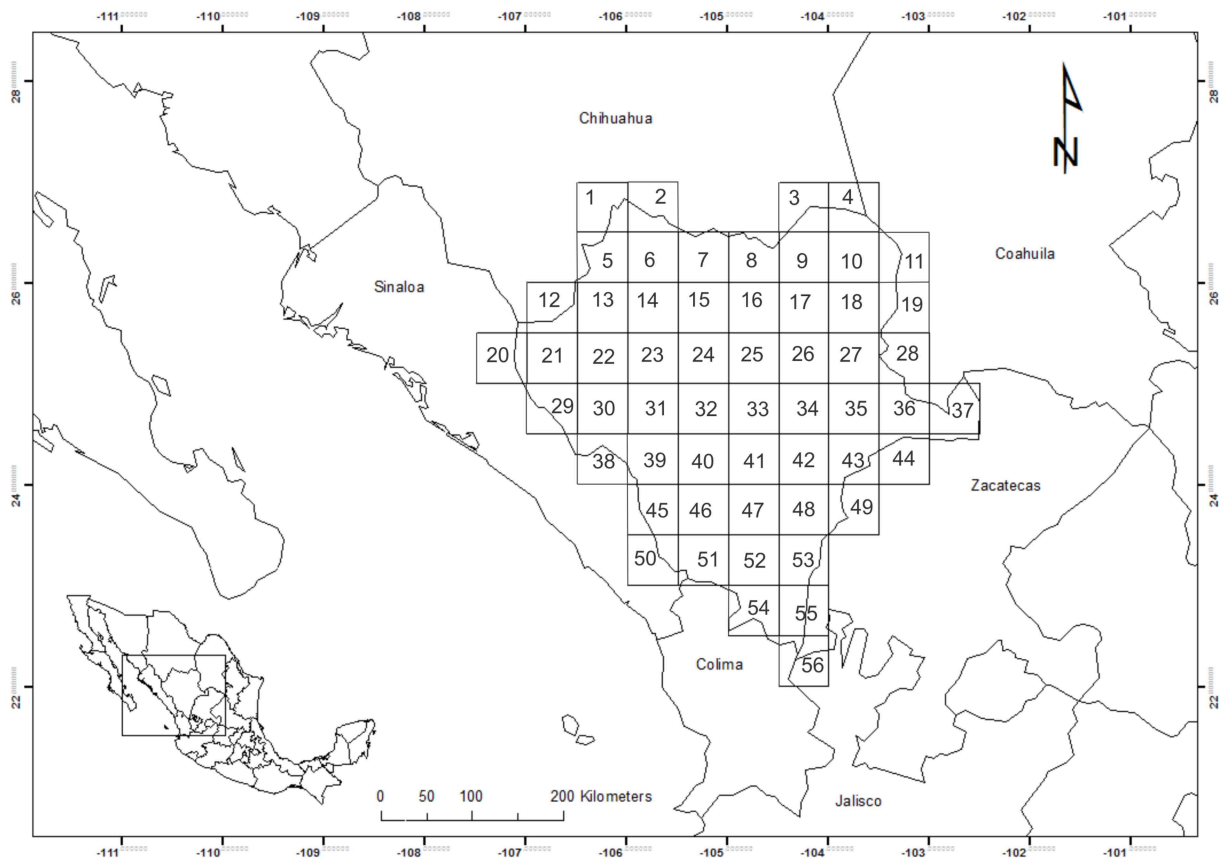 -111 -110 -109 -108 -107 -106 -105 -104 -103 -102 -101
28 28
Chihuahua
N
1 2 3 4
Coahuila
5 6 7 8 9 10 11
26 Sinaloa 26
12 13 14 15 16 17 18 19
20 21 22 23 24 25 26 27 28
29 30 31 32 33 34 35 36 37
38 39 40 41 42 43 44
24 Zacatecas 24
45 46 47 48 49
50 51 52 53
54 55
Colima 56
22 22
0 50 100 200 Kilometers
Jalisco
-111 -110 -109 -108 -107 -106 -105 -104 -103 -102 -101